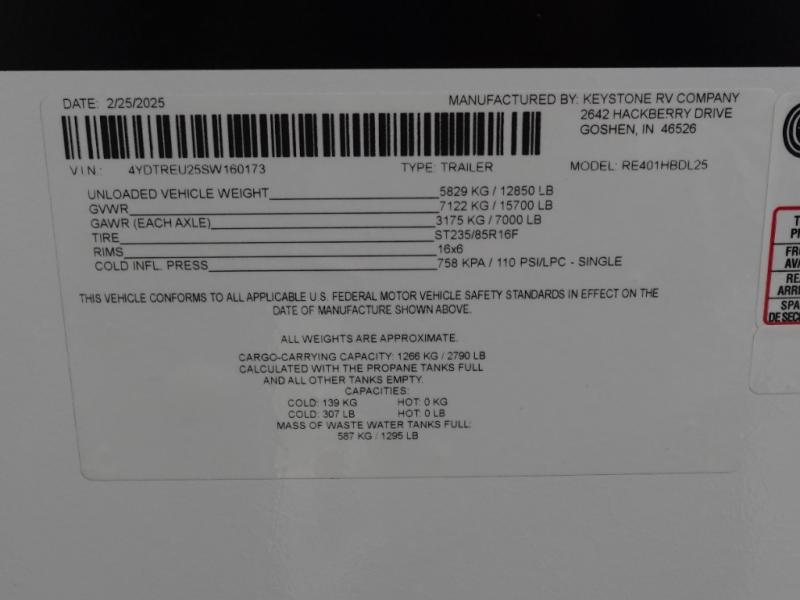 DATE: 2/25/2025
MANUFACTURED BY: KEYSTONE RV COMPANY
2642 HACKBERRY DRIVE
GOSHEN, IN 46526
V I N : 4YDTREU25SW160173 TYPE: TRAILER MODEL: RE401HBDL25
UNLOADED VEHICLE WEIGHT 5829 KG / 12850 LB
GVWR 7122 KG / 15700 LB
GAWR (EACH AXLE) 3175 KG / 7000 LB
TIRE ST235/85R16F
RIMS 16x6
COLD INFL. PRESS 758 KPA / 110 PSI/LPC - SINGLE
THIS VEHICLE CONFORMS TO ALL APPLICABLE U.S. FEDERAL MOTOR VEHICLE SAFETY STANDARDS IN EFFECT ON THE
DATE OF MANUFACTURE SHOWN ABOVE.
ALL WEIGHTS ARE APPROXIMATE.
CARGO-CARRYING CAPACITY: 1266 KG / 2790 LB
CALCULATED WITH THE PROPANE TANKS FULL
AND ALL OTHER TANKS EMPTY.
CAPACITIES:
COLD: 139 KG HOT: 0 KG
COLD: 307 LB HOT: 0 LB
MASS OF WASTE WATER TANKS FULL:
587 KG / 1295 LB